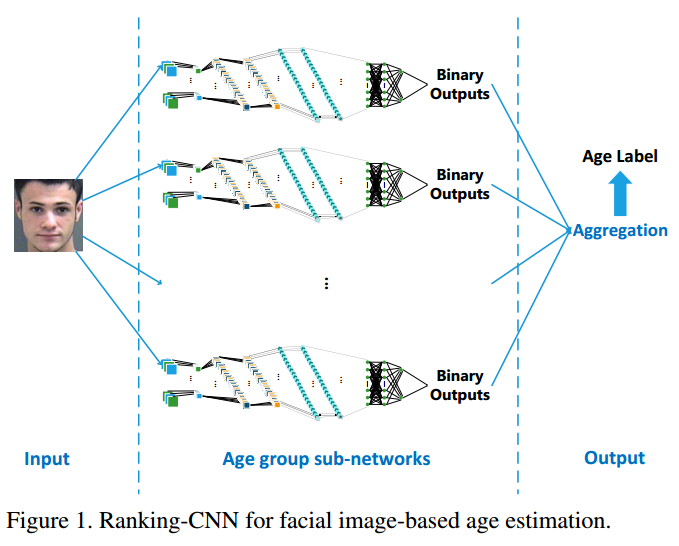 Binary
Outputs
Binary
Outputs
Age Label
Aggregation
Binary
Outputs
Input
Age group sub-networks
Output
Figure 1. Ranking-CNN for facial image-based age estimation.